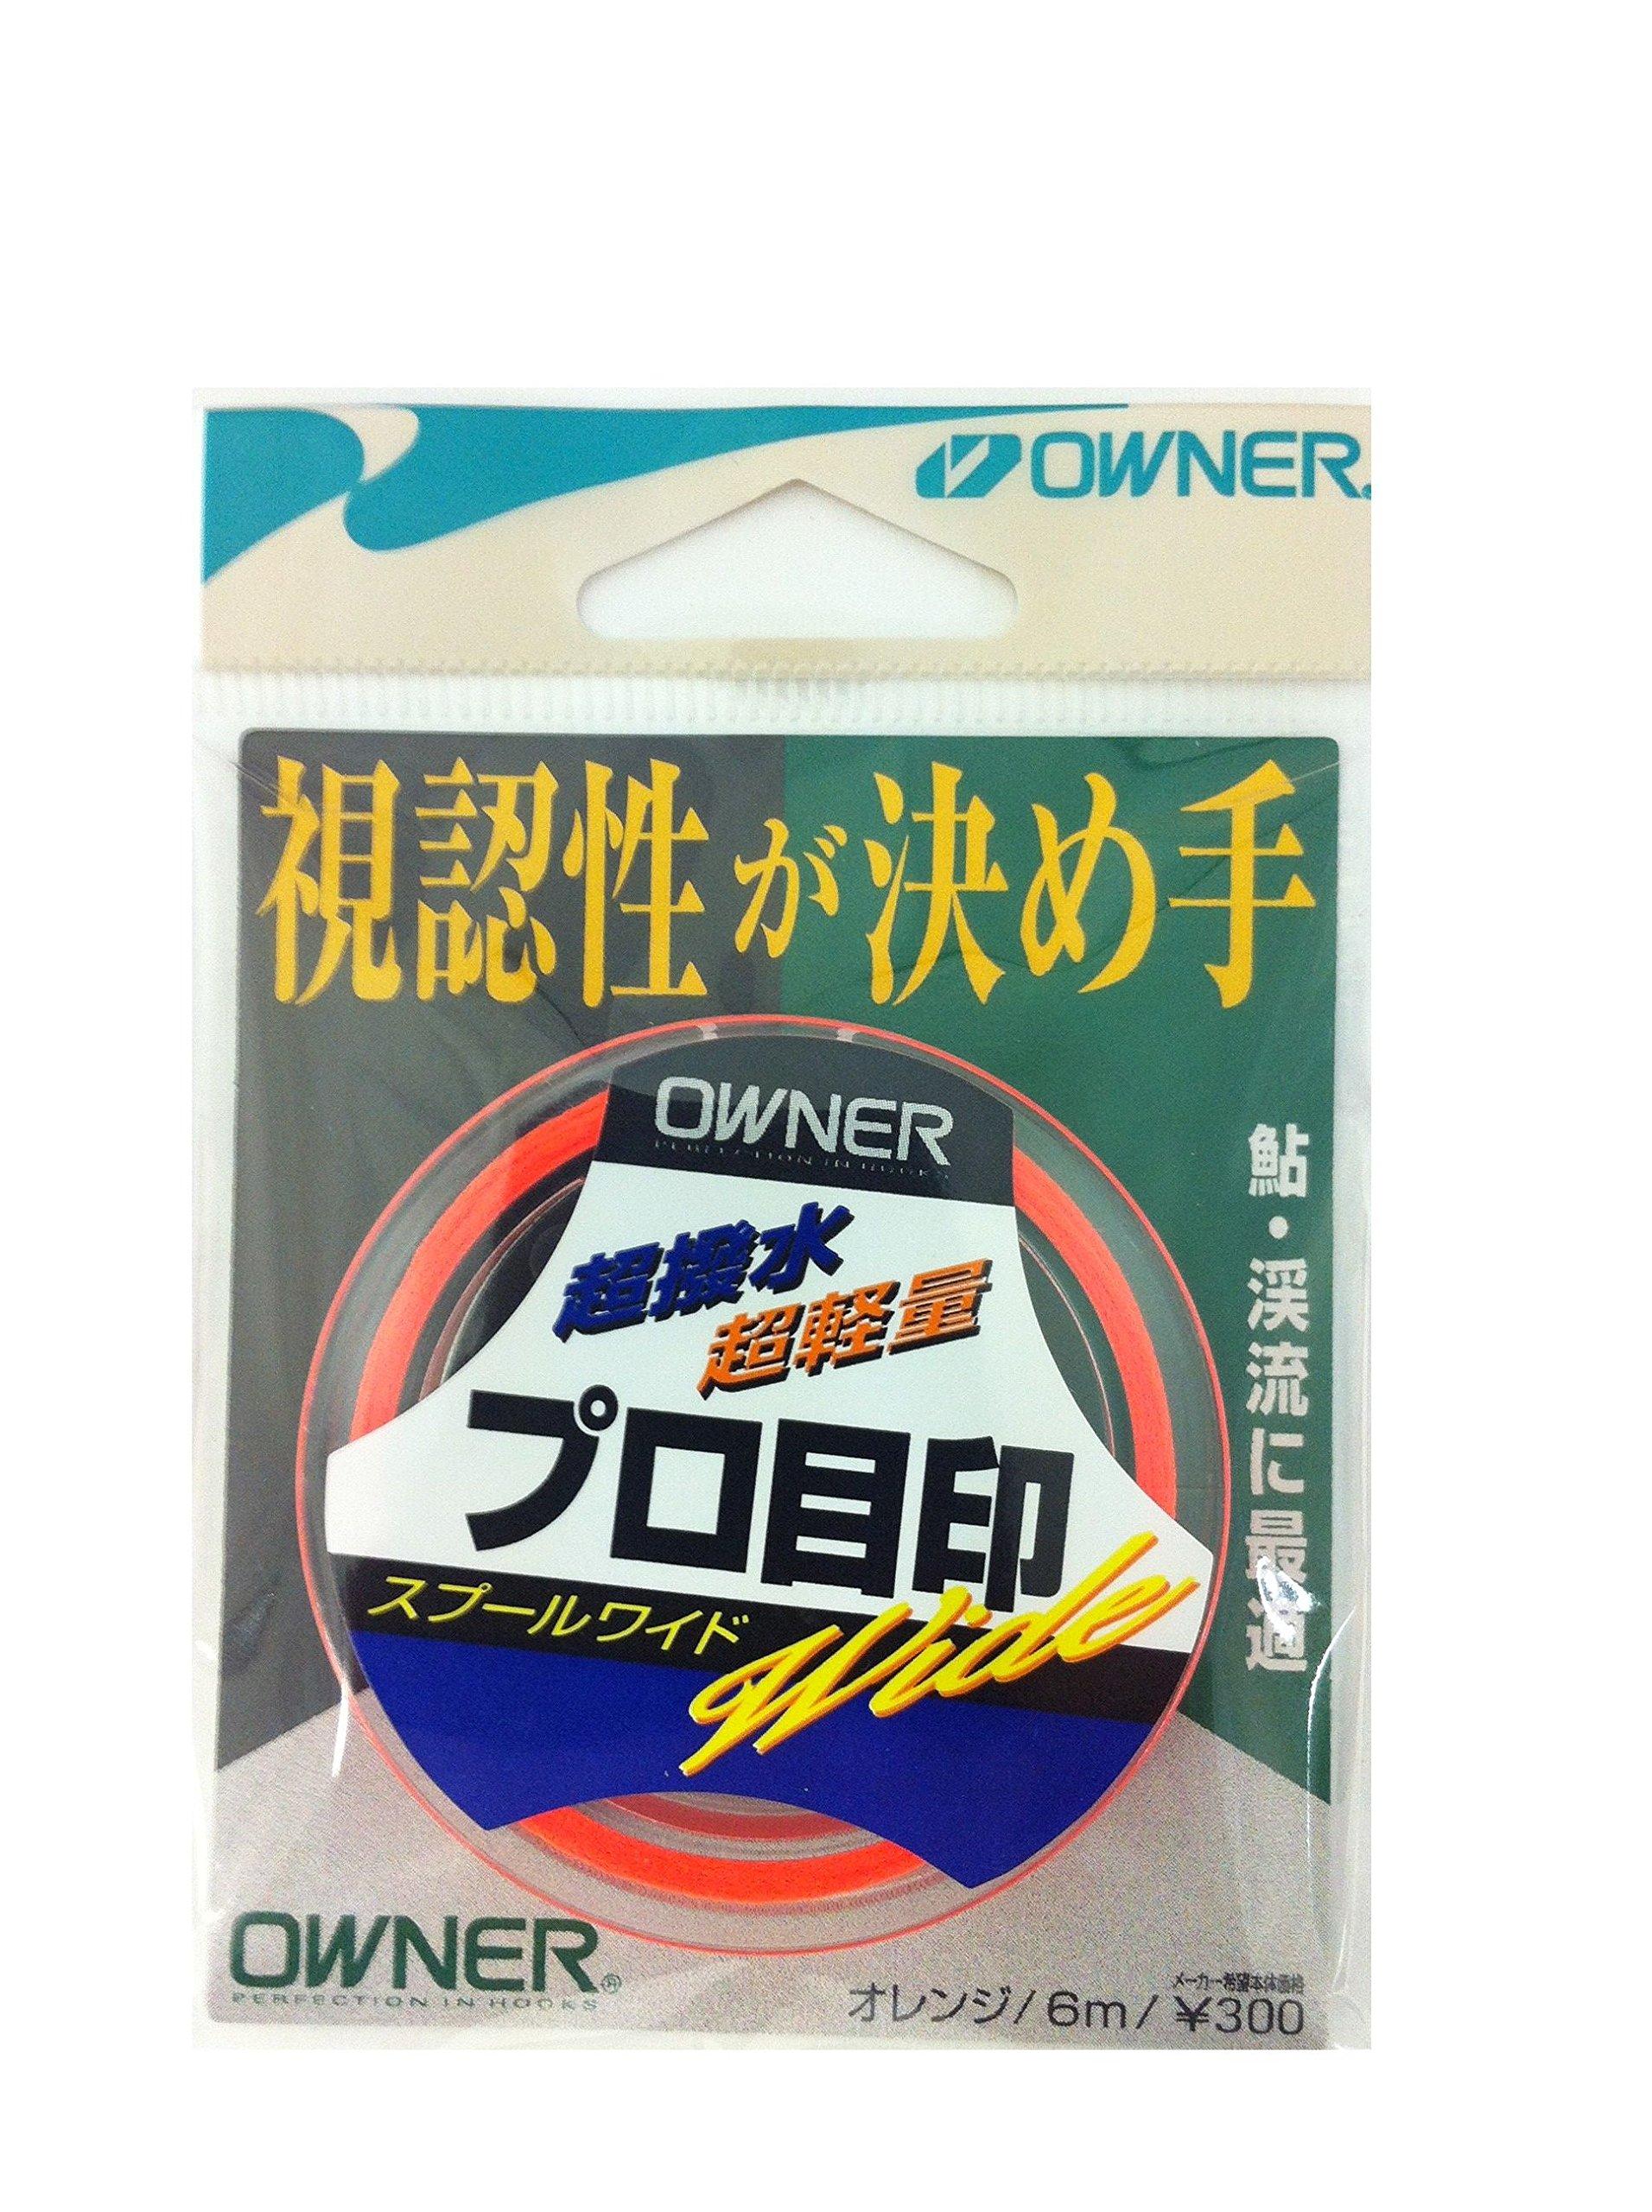 OWNER
視認性が決め手
OWNER
PERFECTION IN HOOKS
超撥水
超軽量
プロ目印
スプールワイド
Wide
鮎・渓流に最適
OWNER®
PERFECTION IN HOOKS
メーカー希望本体価格
オレンジ/6m/¥300